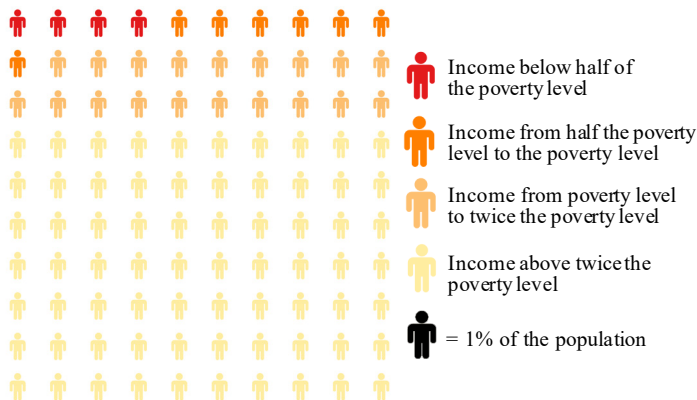 Income below half of
the poverty level
Income from half the poverty
level to the poverty level
Income from poverty level
to twice the poverty level
Income above twice the
poverty level
= 1% of the population